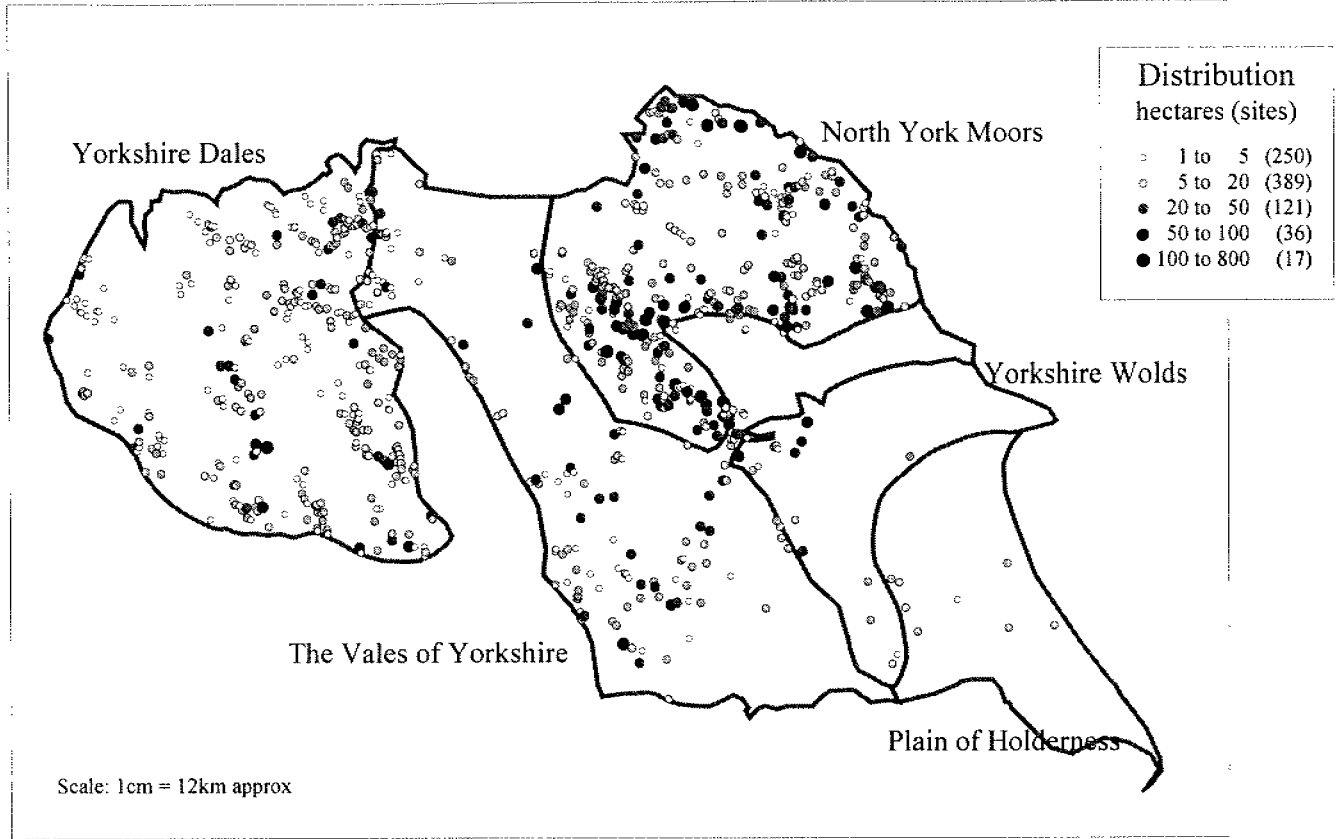 Distribution
hectares (sites)
1 to 5 (250)
5 to 20 (389)
20 to 50 (121)
50 to 100 (36)
100 to 800 (17)
North York Moors
Yorkshire Dales
Yorkshire Wolds
The Vales of Yorkshire
Plain of Holderness
Scale: 1cm = 12km approx